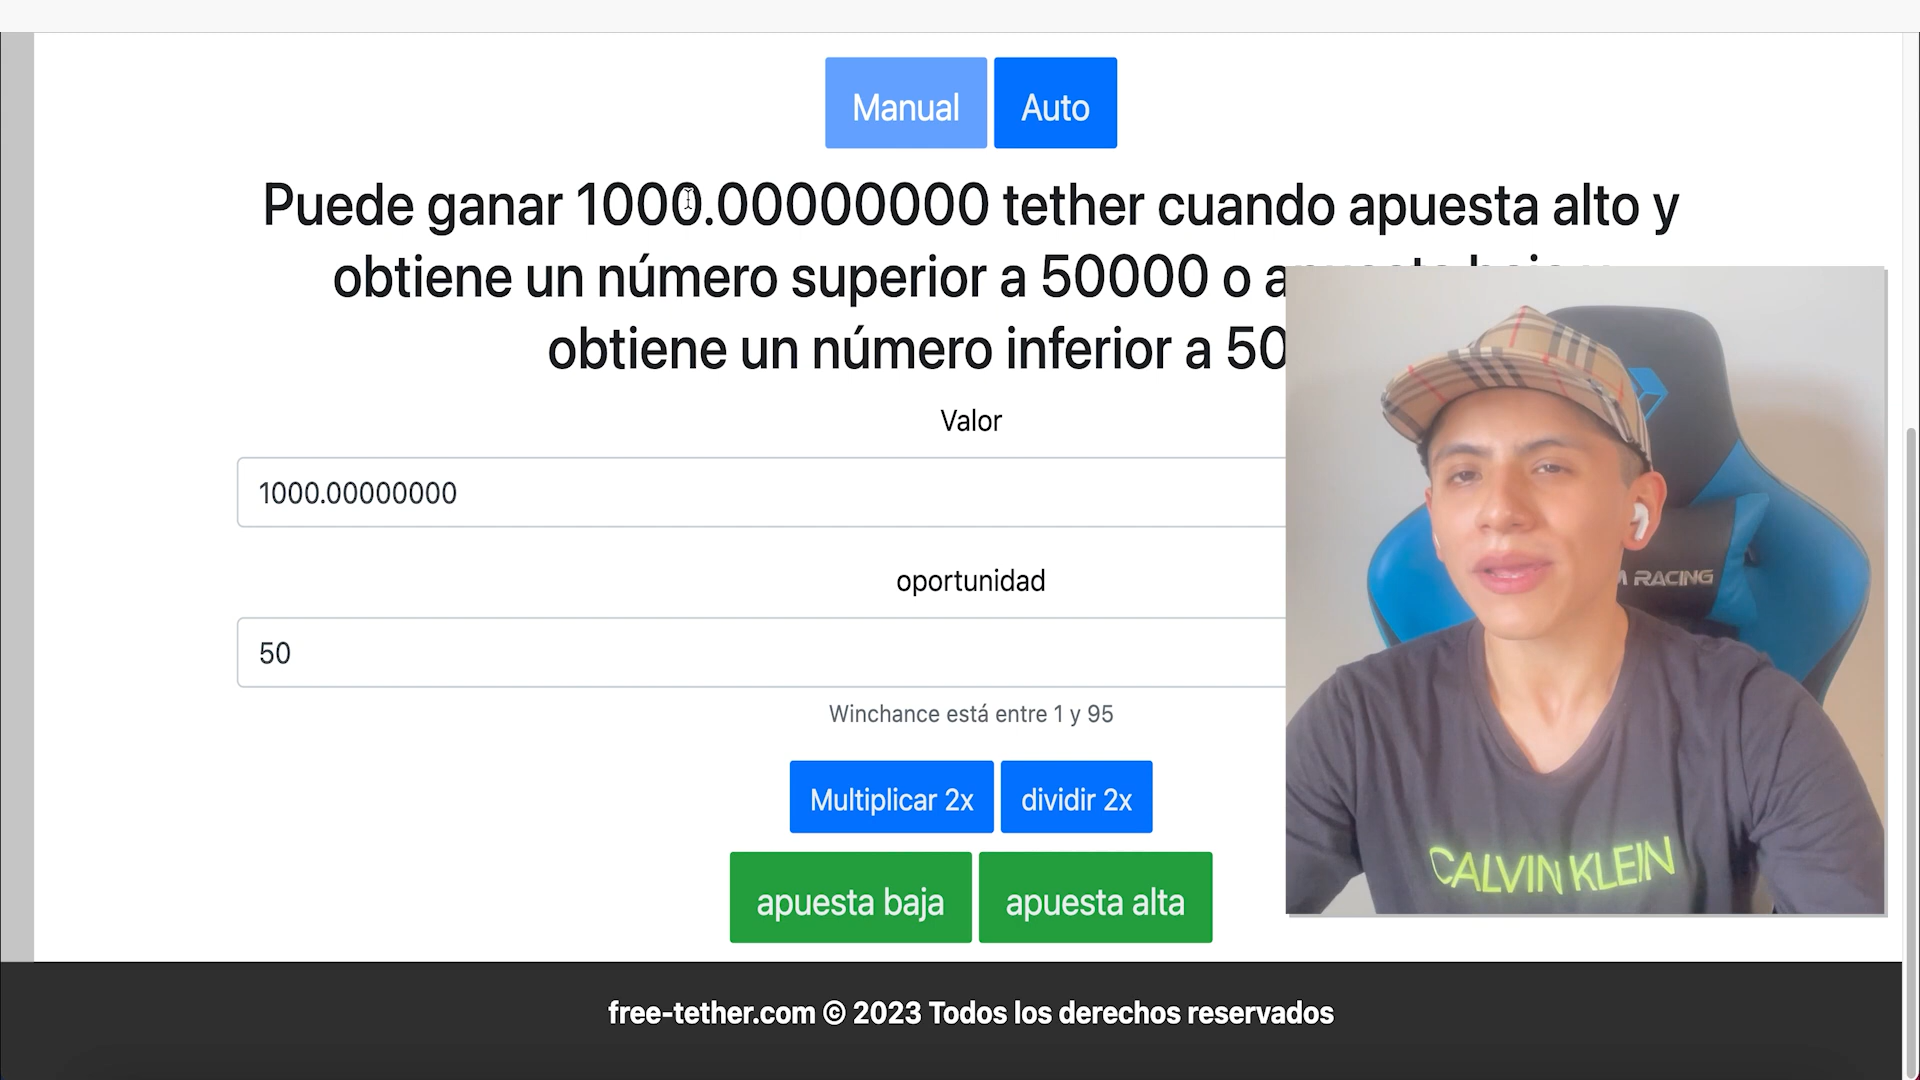 Manual Auto
Puede ganar 1000.00000000 tether cuando apuesta alto y
obtiene un número superior a 50000 o
obtiene un número inferior a 50
Valor
1000.00000000
oportunidad
50
Winchance está entre 1 y 95
Multiplicar 2x dividir 2x
apuesta baja apuesta alta
RACING
CALVIN KLEIN
free-tether.com © 2023 Todos los derechos reservados